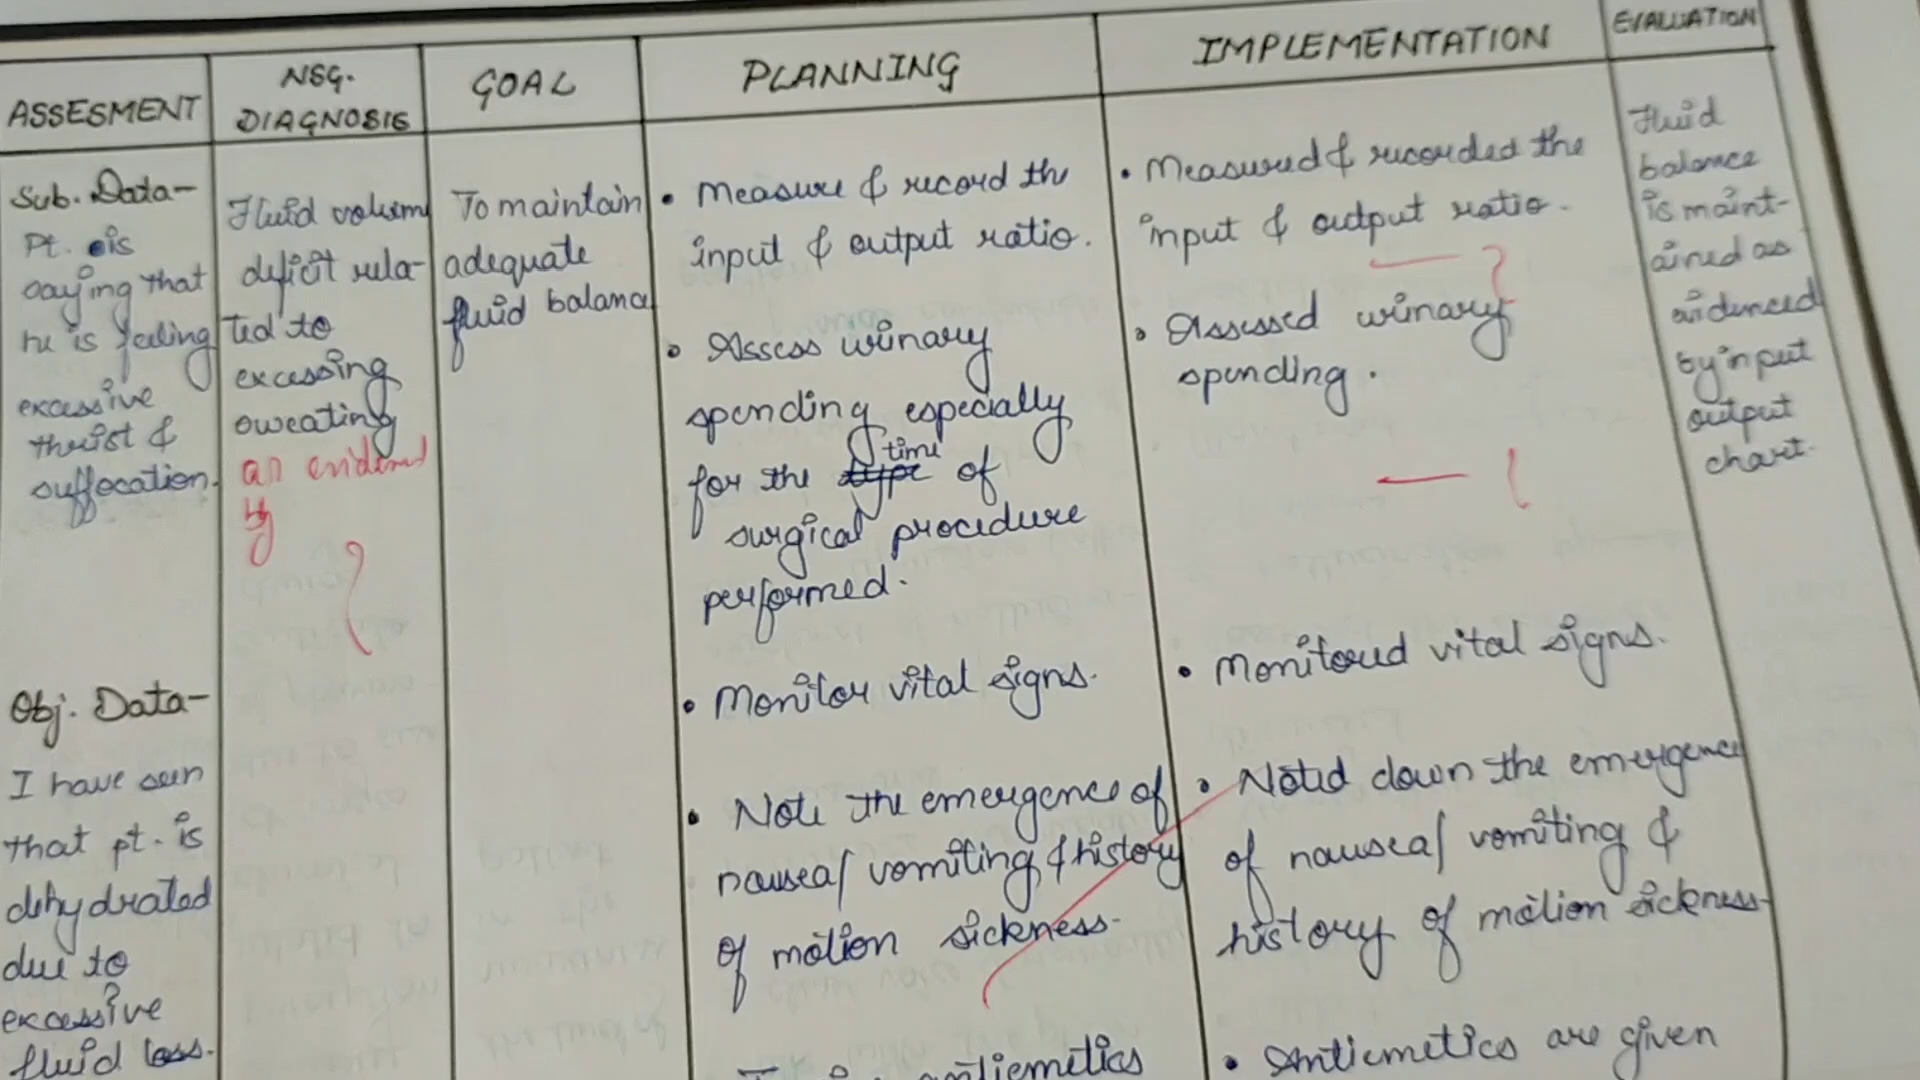 ASSESMENT
Sub. Data-
Pt. is
saying that
he is feeling
excessive
thrist &
suffocation.
Obj. Data-
I have seen
that pt. is
dehydrated
due to
excessive
fluid loss.
NSG.
DIAGNOSIS
Fluid volum
deficit rela-
ted to
excessing
sweating
as evidenced
by
GOAL
To maintain
adequate
fluid balance
PLANNING
• Measure & record the
input & output ratio.
• Assess urinary
spending especially
time
for the type of
surgical procedure
performed.
• Monitor vital signs.
• Note the emergence of
nausea/ vomiting & history
of motion sickness.
antiemetics
IMPLEMENTATION
• Measured & recorded the
input & output ratio.
• Assessed urinary
spending.
• Monitored vital signs.
• Noted down the emergence
of nausea/ vomiting &
history of motion sickness.
• Antiemetics are given
EVALUATION
Fluid
balance
is maint-
ained as
evidenced
by input
output
chart.